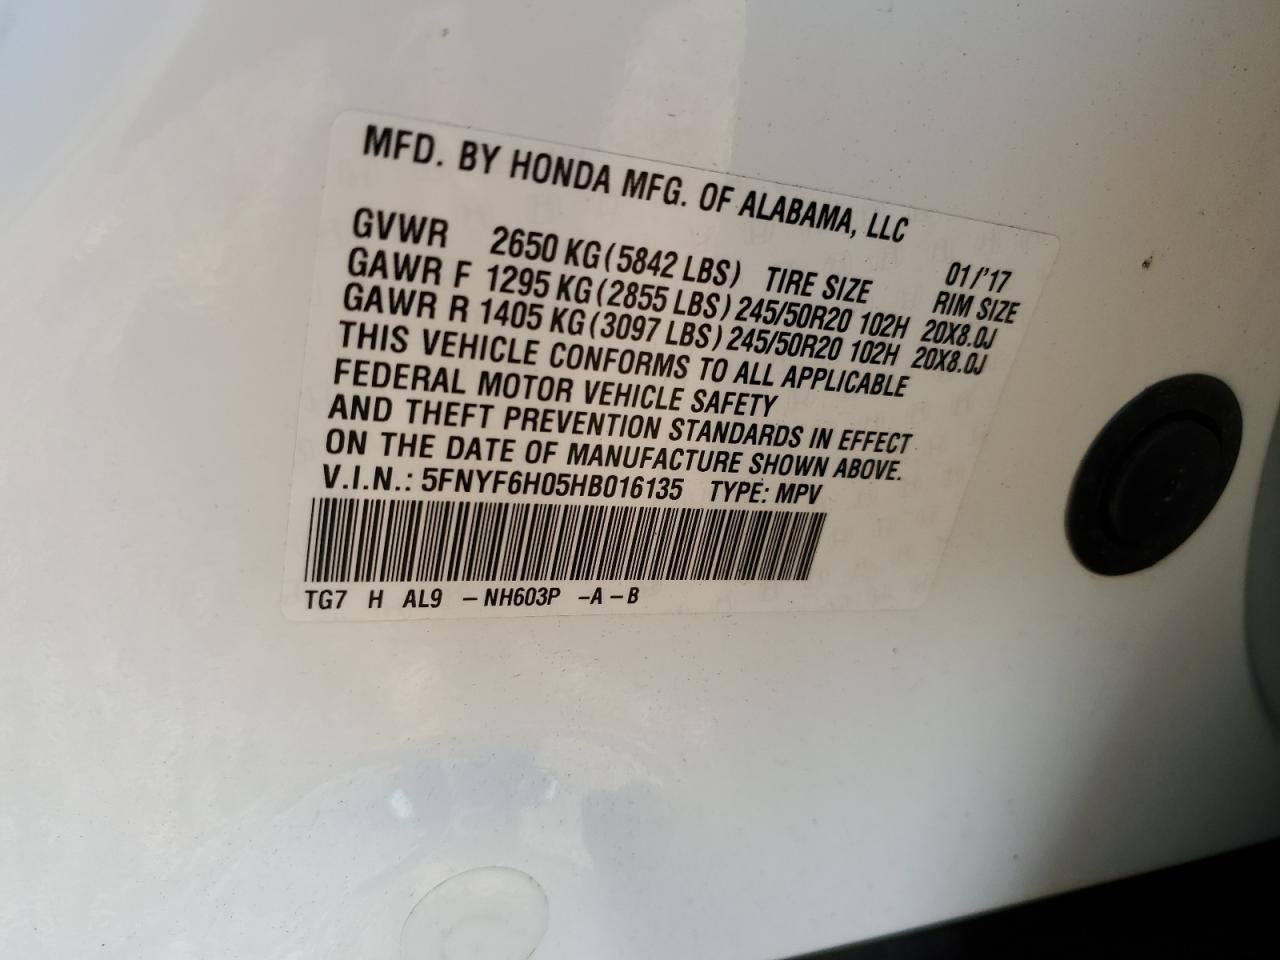 MFD. BY HONDA MFG. OF ALABAMA, LLC
01/'17
GVWR 2650 KG(5842 LBS) TIRE SIZE RIM SIZE
GAWR F 1295 KG(2855 LBS) 245/50R20 102H 20X8.0J
GAWR R 1405 KG(3097 LBS) 245/50R20 102H 20X8.0J
THIS VEHICLE CONFORMS TO ALL APPLICABLE
FEDERAL MOTOR VEHICLE SAFETY
AND THEFT PREVENTION STANDARDS IN EFFECT
ON THE DATE OF MANUFACTURE SHOWN ABOVE.
V.I.N.: 5FNYF6H05HB016135 TYPE: MPV
TG7 H AL9 -NH603P -A-B